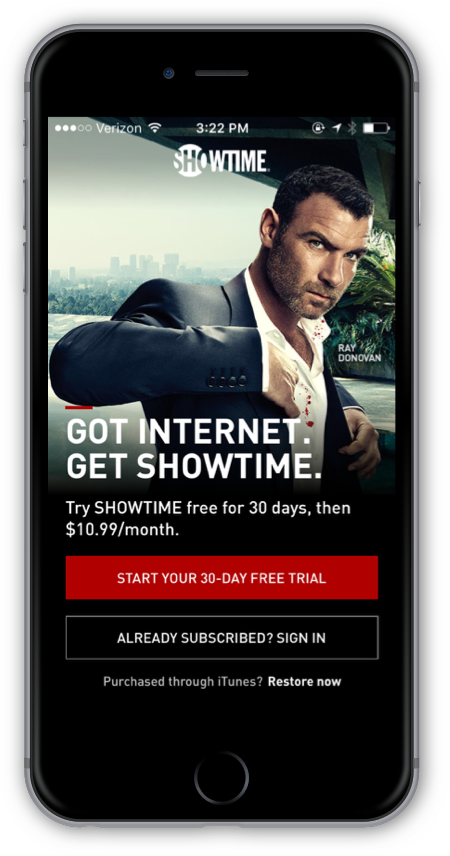 Verizon 3:22 PM
SHOWTIME
RAY
DONOVAN
GOT INTERNET.
GET SHOWTIME.
Try SHOWTIME free for 30 days, then
$10.99/month.
START YOUR 30-DAY FREE TRIAL
ALREADY SUBSCRIBED? SIGN IN
Purchased through iTunes? Restore now